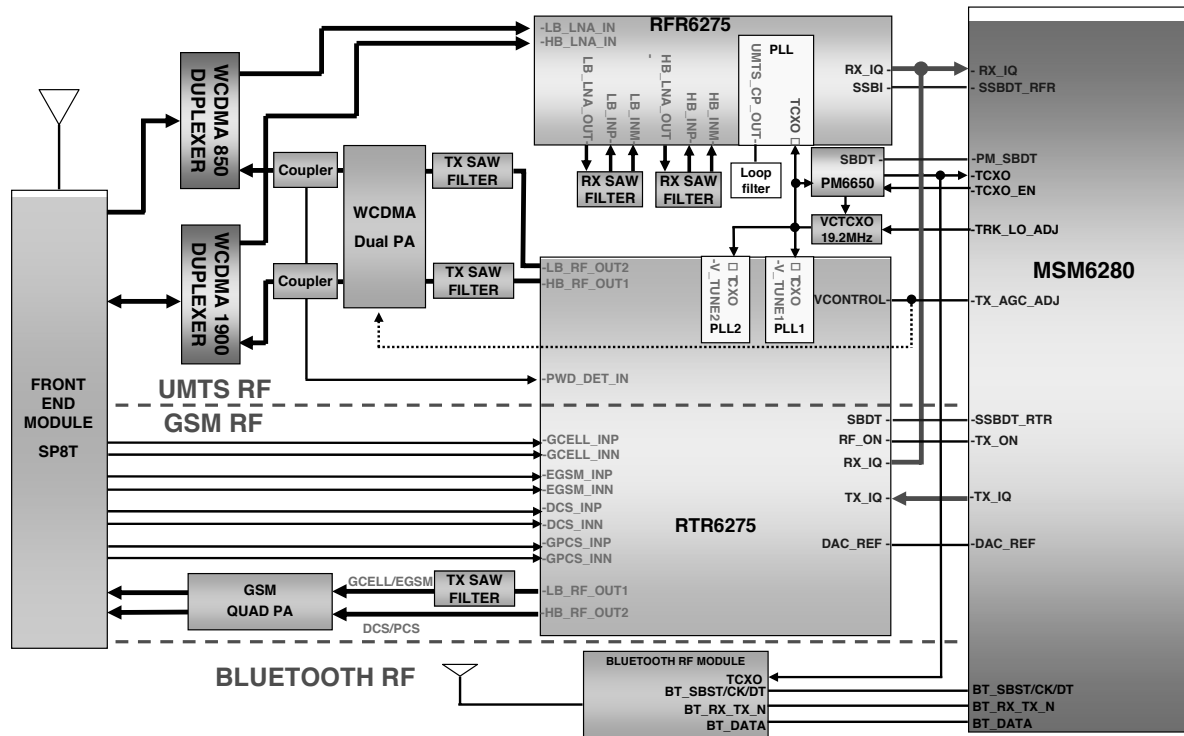 RFR6275
-LB_LNA_IN
-HB_LNA_IN
LB_LNA_OUT-
LB_INP-
LB_INM-
HB_LNA_OUT-
HB_INP-
HB_INM-
UMTS_CP_OUT-
PLL
TCXO
RX_IQ -
SSBI -
RX SAW
FILTER
RX SAW
FILTER
Loop
filter
WCDMA 850
DUPLEXER
WCDMA 1900
DUPLEXER
Coupler
Coupler
WCDMA
Dual PA
TX SAW
FILTER
TX SAW
FILTER
SBDT-
PM6650
VCTCXO
19.2MHz
MSM6280
- RX_IQ
- SSBDT_RFR
-PM_SBDT
-TCXO
-TCXO_EN
-TRK_LO_ADJ
-TX_AGC_ADJ
-SSBDT_RTR
-TX_ON
-TX_IQ
-DAC_REF
BT_SBST/CK/DT
BT_RX_TX_N
BT_DATA
-LB_RF_OUT2
-HB_RF_OUT1
TCXO
-V_TUNE2
PLL2
TCXO
-V_TUNE1
PLL1
VCONTROL-
-PWD_DET_IN
UMTS RF
GSM RF
FRONT
END
MODULE
SP8T
-GCELL_INP
-GCELL_INN
-EGSM_INP
-EGSM_INN
-DCS_INP
-DCS_INN
-GPCS_INP
-GPCS_INN
-LB_RF_OUT1
-HB_RF_OUT2
SBDT -
RF_ON -
RX_IQ -
TX_IQ -
DAC_REF -
RTR6275
GSM
QUAD PA
GCELL/EGSM
DCS/PCS
TX SAW
FILTER
BLUETOOTH RF
BLUETOOTH RF MODULE
TCXO
BT_SBST/CK/DT
BT_RX_TX_N
BT_DATA